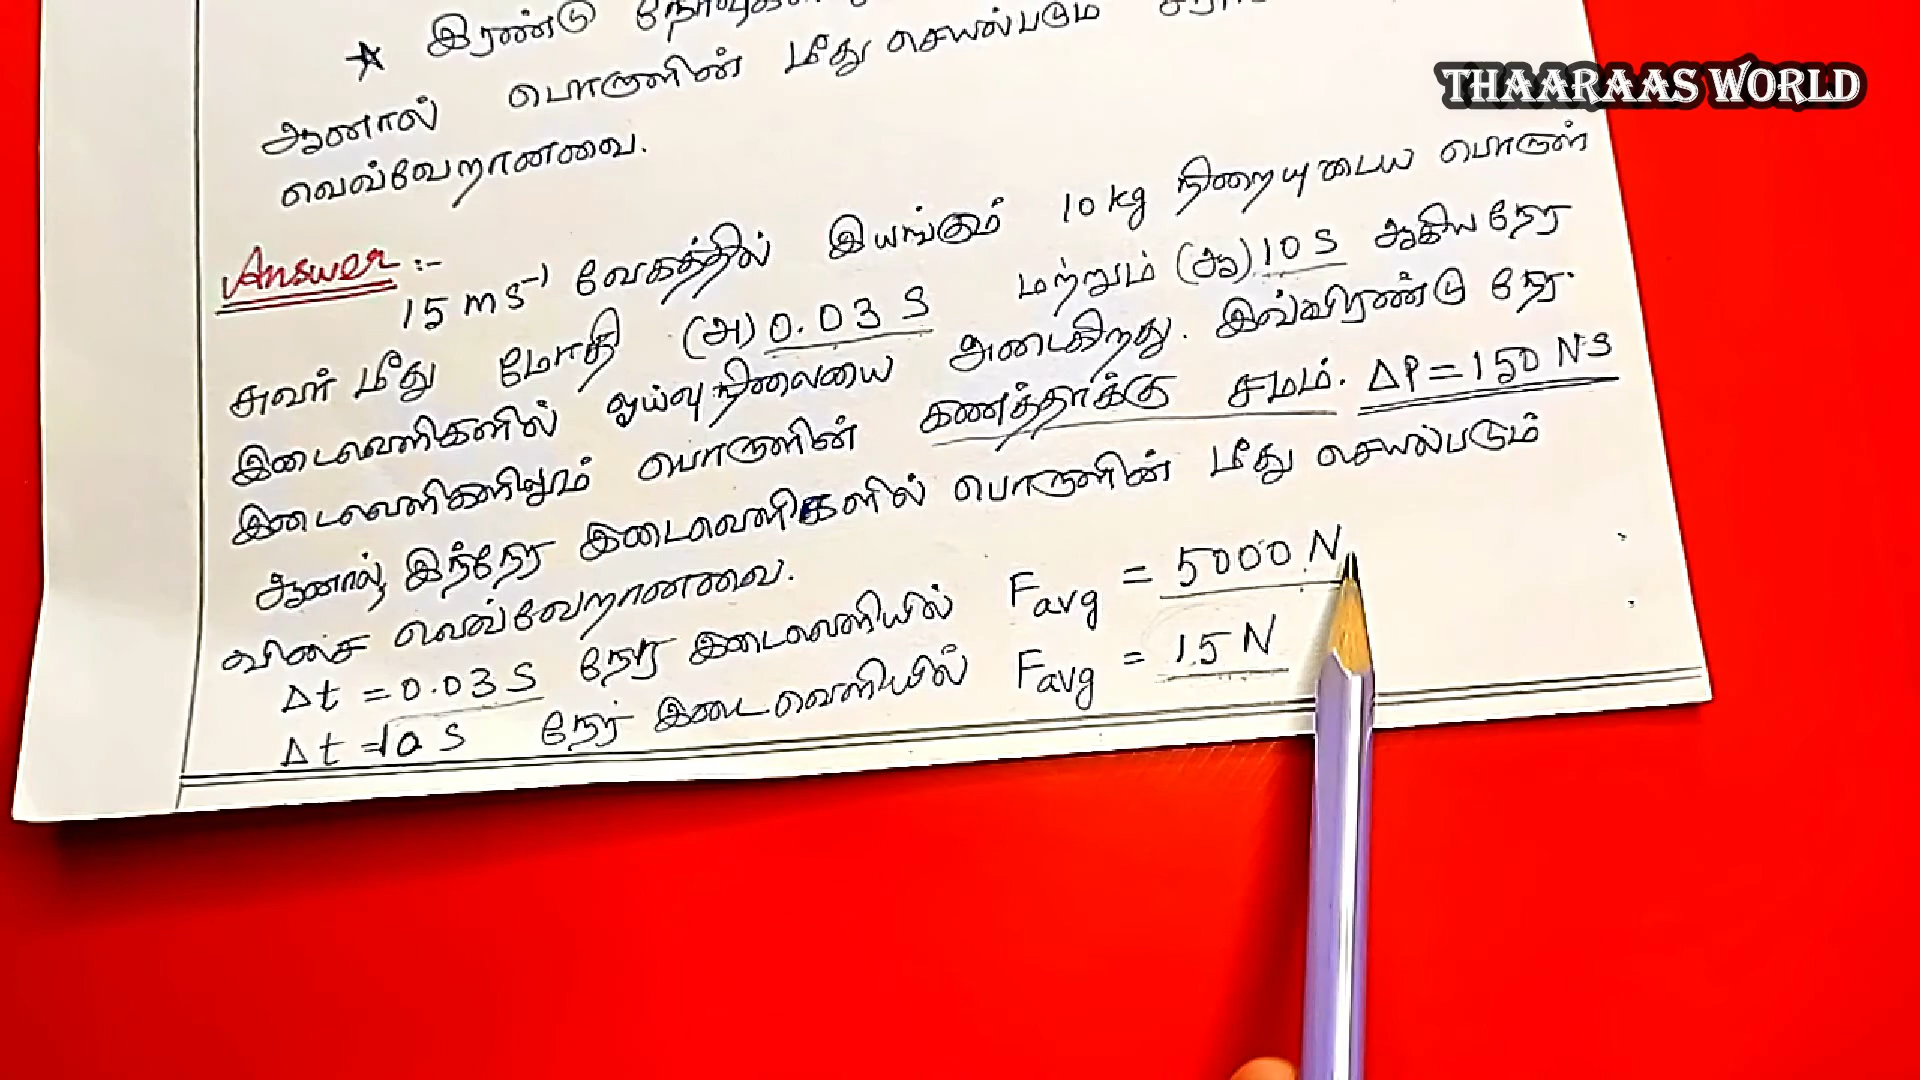 ★ இரண்டு
ஆனால் பொருளின் மீது செயல்படும்
வெவ்வேறானவை.
THAARAAS WORLD
Answer :-
15 ms⁻¹ வேகத்தில் இயங்கும் 10 kg நிறையுடைய பொருள்
சுவர் மீது மோதி (அ) 0.03 s மற்றும் (ஆ) 10 s ஆகிய நேர
இடைவெளிகளில் ஓய்வு நிலையை அடைகிறது. இவ்விரண்டு நேர
இடைவெளிகளிலும் பொருளின் கணத்தாக்கு சமம். ΔP = 150 NS
ஆனால், இந்நேர இடைவெளிகளில் பொருளின் மீது செயல்படும்
விசை வெவ்வேறானவை.
Δt = 0.03 S நேர இடைவெளியில் Favg = 5000 N
Δt = 10 S நேர இடைவெளியில் Favg = 15 N